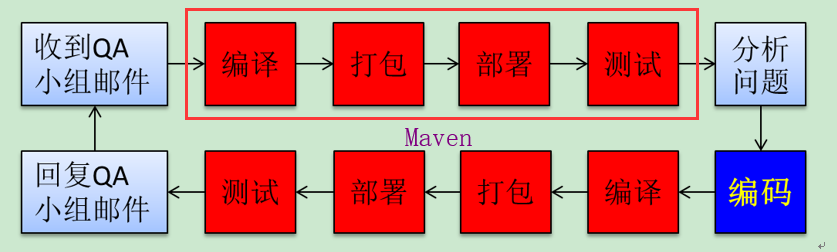 收到QA
小组邮件
编译
打包
部署
测试
分析
问题
Maven
回复QA
小组邮件
测试
部署
打包
编译
编码